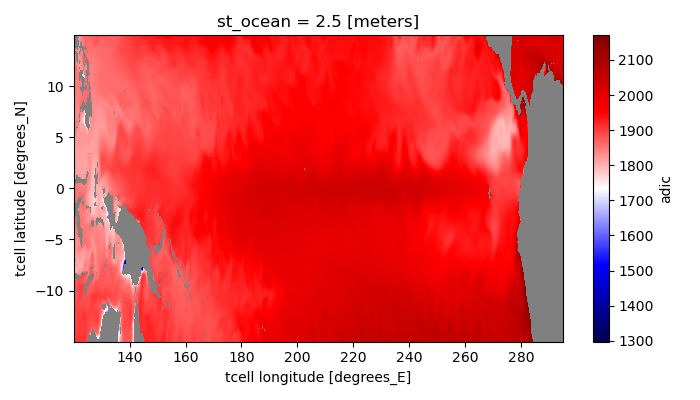 st_ocean = 2.5 [meters]
10
5
0
−5
−10
tcell latitude [degrees_N]
140 160 180 200 220 240 260 280
tcell longitude [degrees_E]
2100
2000
1900
1800
1700
1600
1500
1400
1300
adic